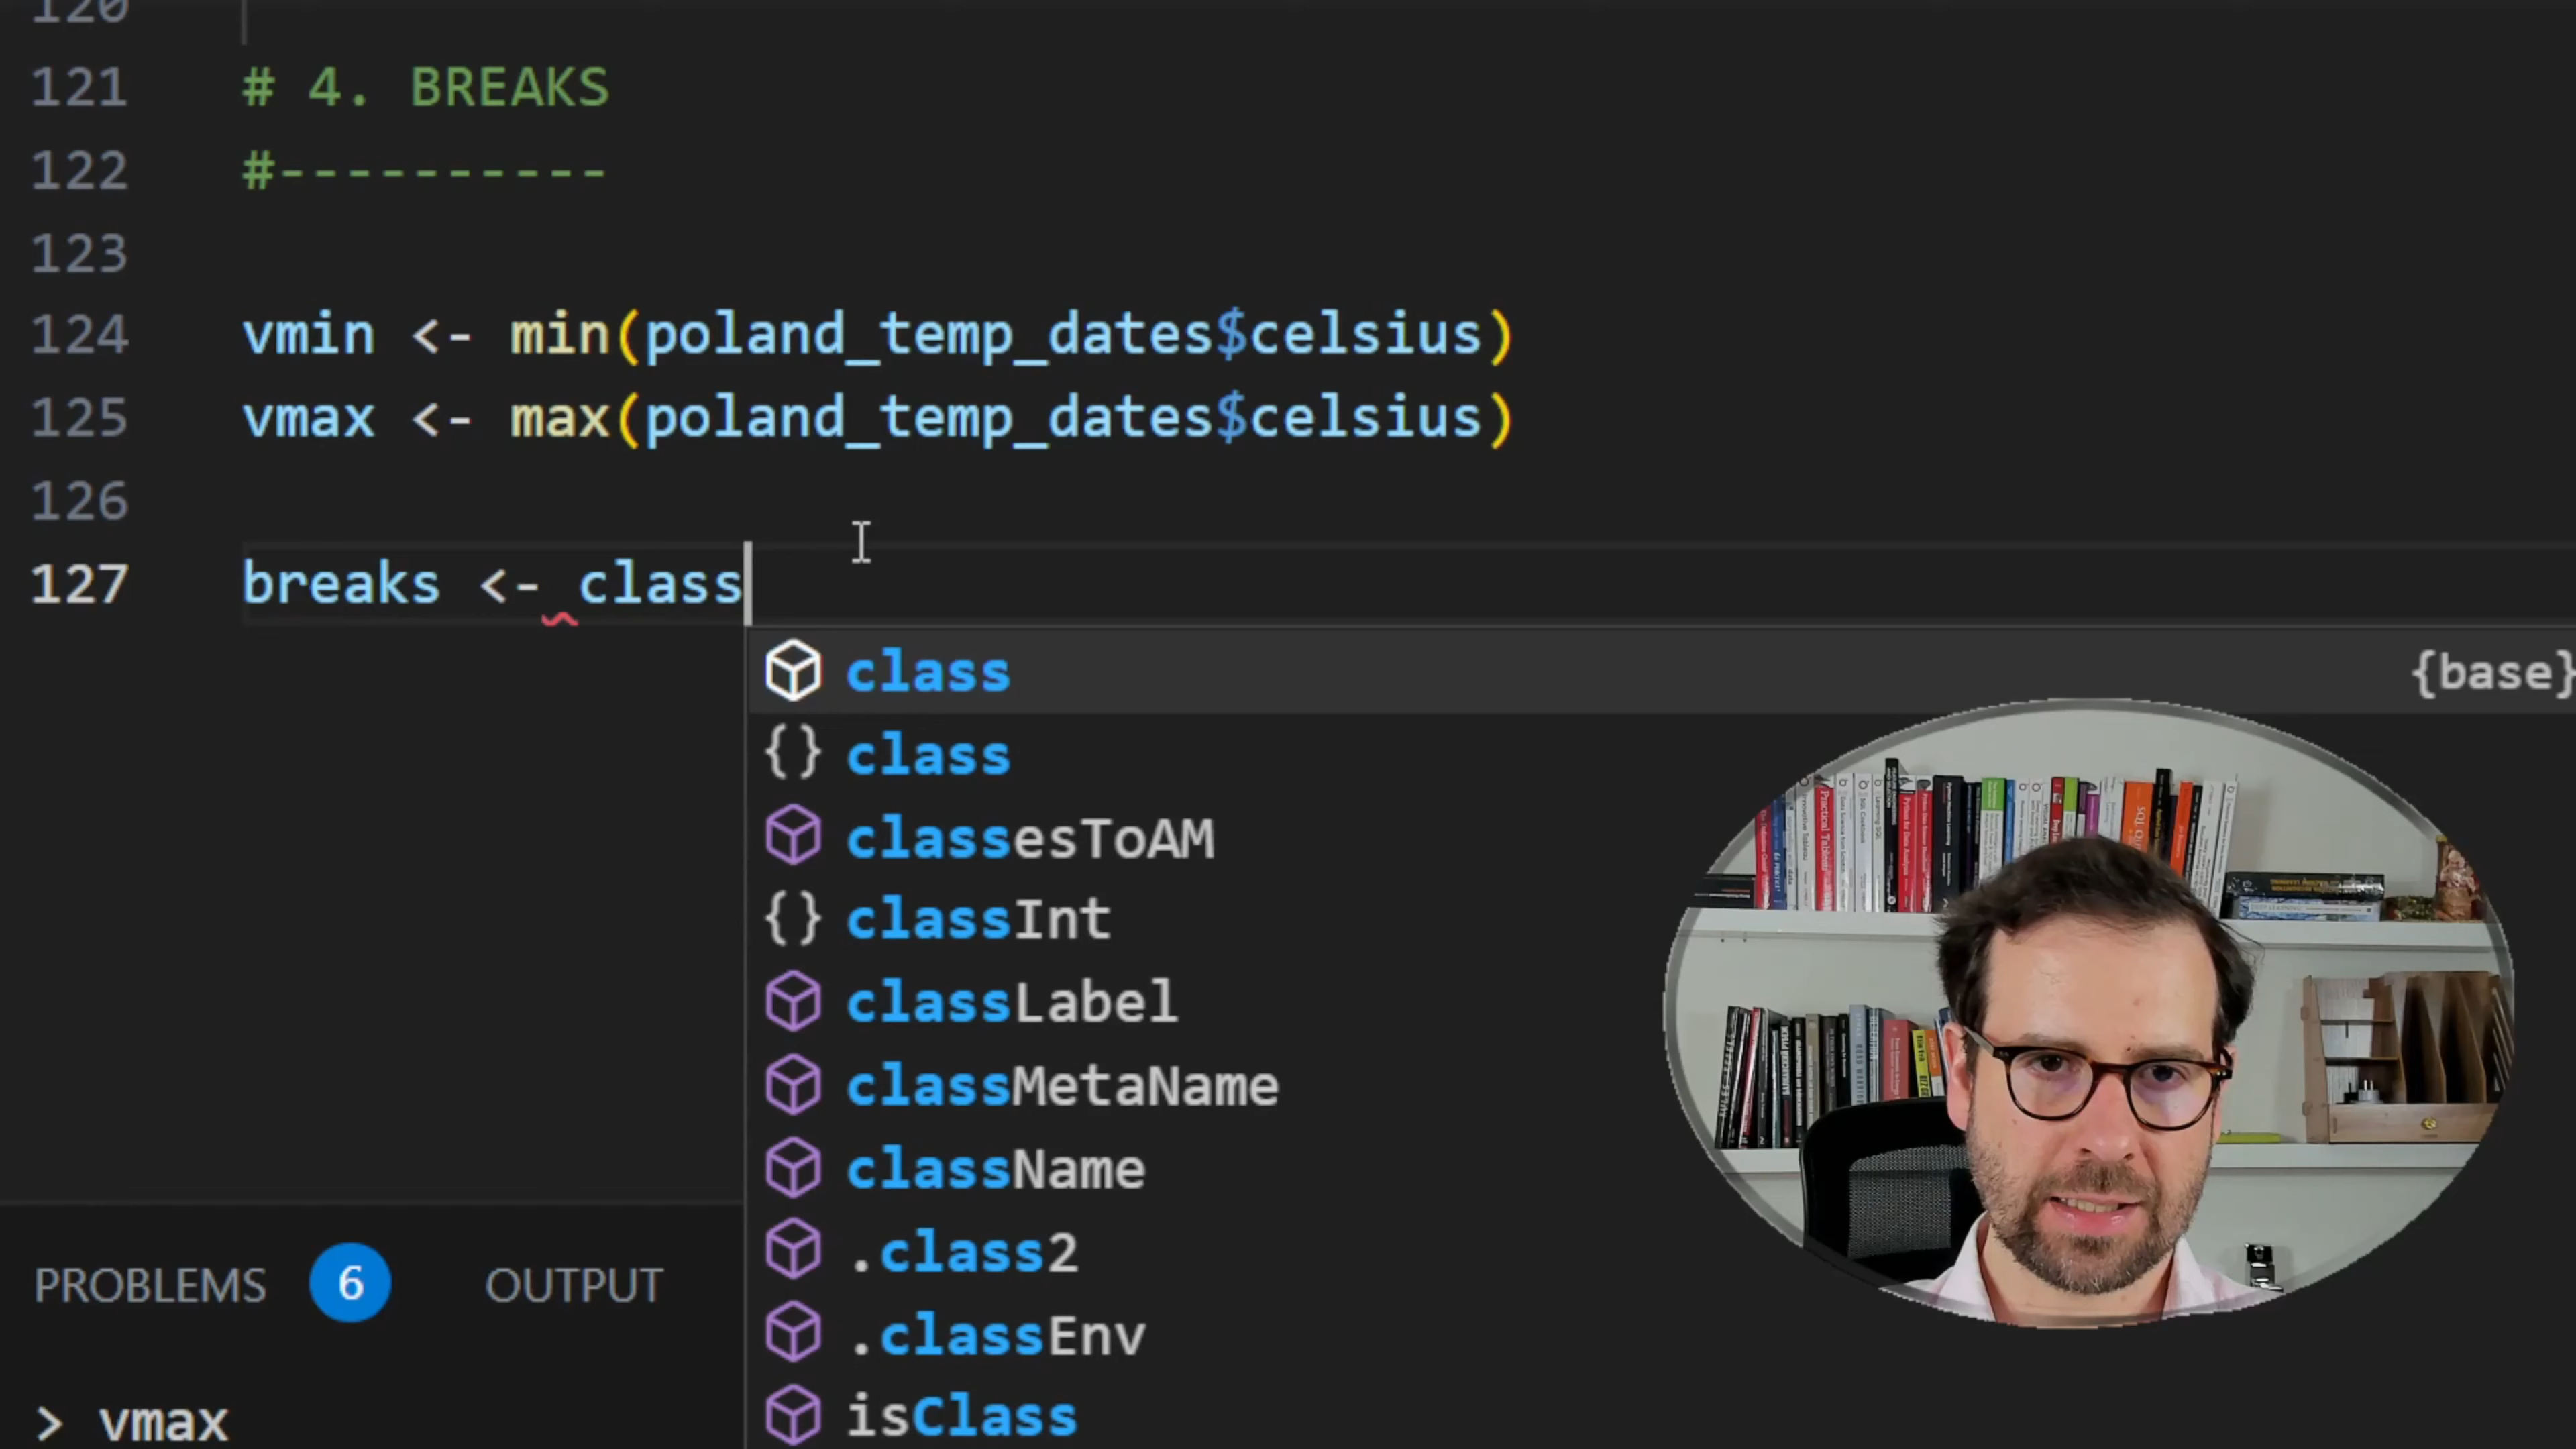 120
121 # 4. BREAKS
122 #----------
123
124 vmin <- min(poland_temp_dates$celsius)
125 vmax <- max(poland_temp_dates$celsius)
126
127 breaks <- class
class {base}
{} class
classesToAM
{} classInt
classLabel
classMetaName
className
.class2
.classEnv
isClass
PROBLEMS 6 OUTPUT
> vmax